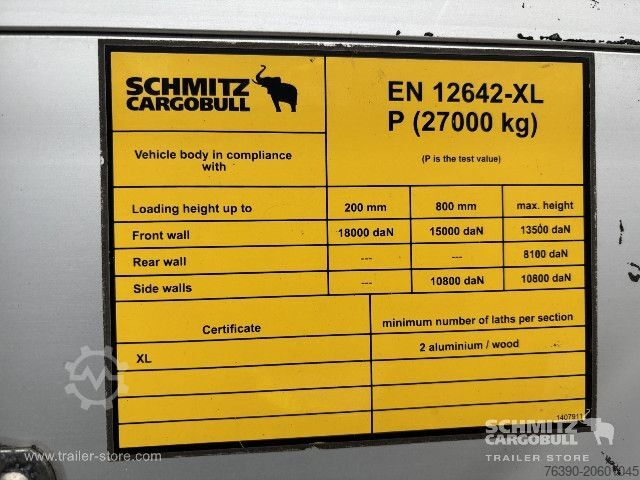 SCHMITZ
CARGOBULL
EN 12642-XL
P (27000 kg)
Vehicle body in compliance
with
(P is the test value)
Loading height up to 200 mm 800 mm max. height
Front wall 18000 daN 15000 daN 13500 daN
Rear wall --- --- 8100 daN
Side walls --- 10800 daN 10800 daN
Certificate minimum number of laths per section
XL 2 aluminium / wood
1407911
SCHMITZ
CARGOBULL
TRAILER STORE
www.trailer-store.com